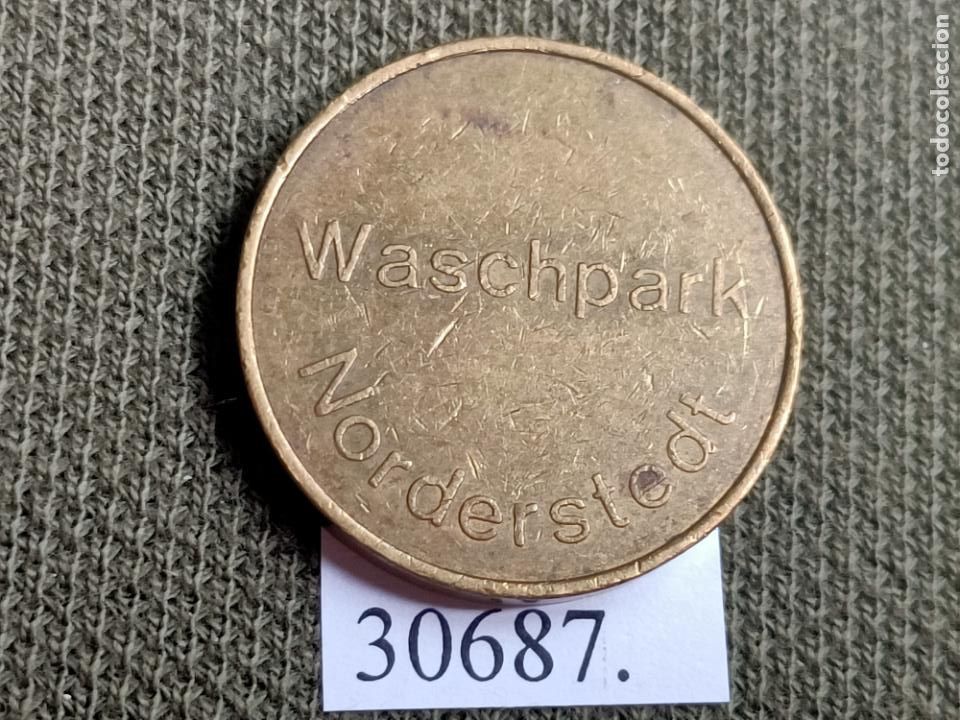 Waschpark
Norderstedt
30687.
todocoleccion